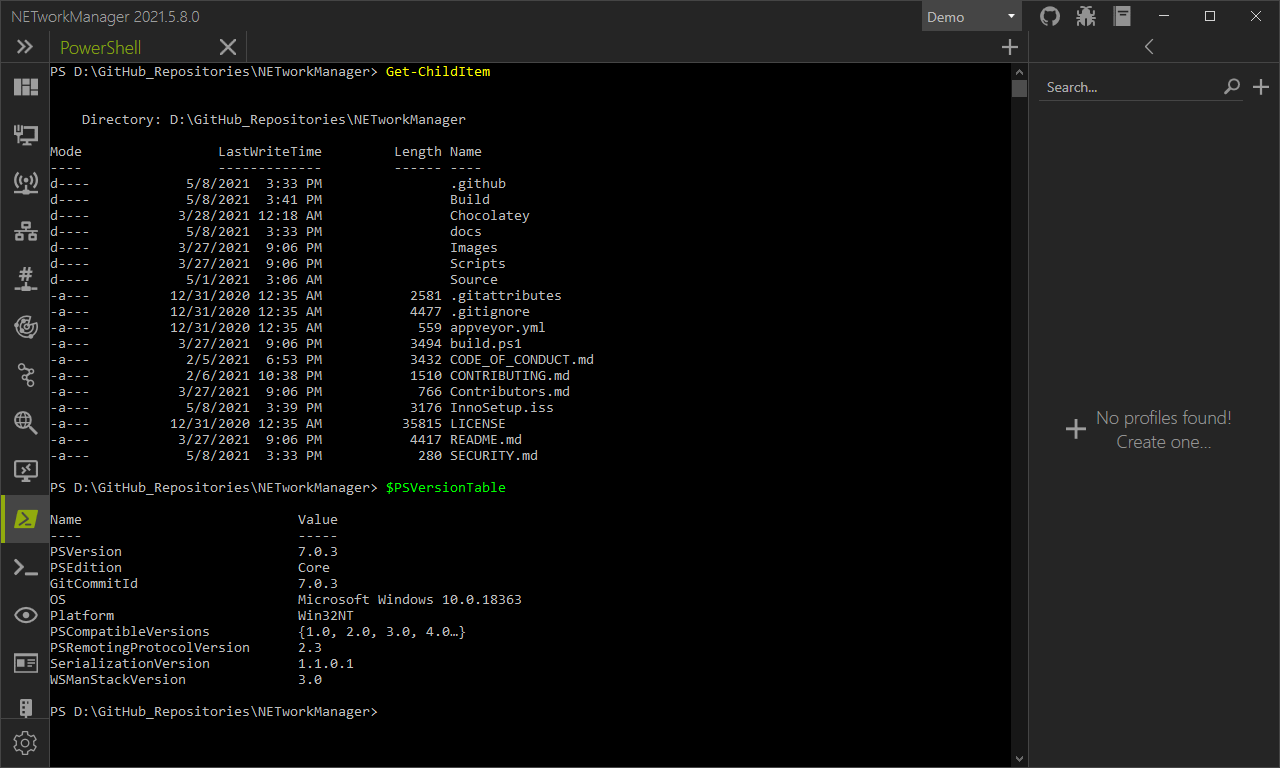 NETworkManager 2021.5.8.0
Demo
PowerShell
PS D:\GitHub_Repositories\NETworkManager> Get-ChildItem
Directory: D:\GitHub_Repositories\NETworkManager
Mode LastWriteTime Length Name
---- ------------- ------ ----
d---- 5/8/2021 3:33 PM .github
d---- 5/8/2021 3:41 PM Build
d---- 3/28/2021 12:18 AM Chocolatey
d---- 5/8/2021 3:33 PM docs
d---- 3/27/2021 9:06 PM Images
d---- 3/27/2021 9:06 PM Scripts
d---- 5/1/2021 3:06 AM Source
-a--- 12/31/2020 12:35 AM 2581 .gitattributes
-a--- 12/31/2020 12:35 AM 4477 .gitignore
-a--- 12/31/2020 12:35 AM 559 appveyor.yml
-a--- 3/27/2021 9:06 PM 3494 build.ps1
-a--- 2/5/2021 6:53 PM 3432 CODE_OF_CONDUCT.md
-a--- 2/6/2021 10:38 PM 1510 CONTRIBUTING.md
-a--- 3/27/2021 9:06 PM 766 Contributors.md
-a--- 5/8/2021 3:39 PM 3176 InnoSetup.iss
-a--- 12/31/2020 12:35 AM 35815 LICENSE
-a--- 3/27/2021 9:06 PM 4417 README.md
-a--- 5/8/2021 3:33 PM 280 SECURITY.md
PS D:\GitHub_Repositories\NETworkManager> $PSVersionTable
Name Value
---- -----
PSVersion 7.0.3
PSEdition Core
GitCommitId 7.0.3
OS Microsoft Windows 10.0.18363
Platform Win32NT
PSCompatibleVersions {1.0, 2.0, 3.0, 4.0…}
PSRemotingProtocolVersion 2.3
SerializationVersion 1.1.0.1
WSManStackVersion 3.0
PS D:\GitHub_Repositories\NETworkManager>
Search...
No profiles found!
Create one...